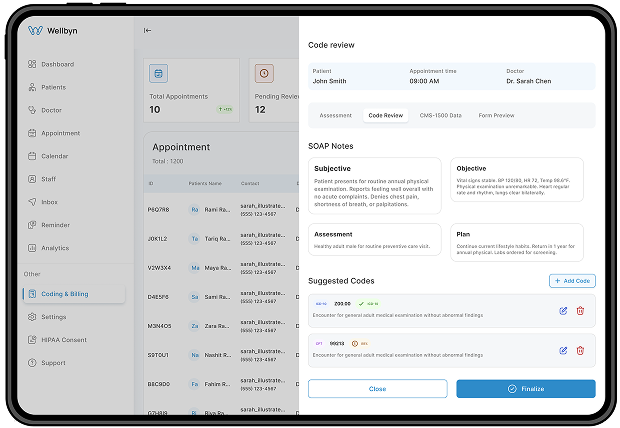 Wellbyn
Dashboard
Patients
Doctor
Appointment
Calendar
Staff
Inbox
Reminder
Analytics
Other
Coding & Billing
Settings
HIPAA Consent
Support
Total Appointments
10
Pending Review
12
Appointment
Total : 1200
ID
Patients Name
Contact
P6Q7R8
Ra
Rami Ra...
sarah_illustrate...
(555) 123-4567
J0K1L2
Ta
Tariq Ra...
sarah_illustrate...
(555) 123-4567
V2W3X4
Ma
Maya Ra...
sarah_illustrate...
(555) 123-4567
D4E5F6
Sa
Sami Ra...
sarah_illustrate...
(555) 123-4567
M3N4O5
Za
Zara Ra...
sarah_illustrate...
(555) 123-4567
S9T0U1
Na
Nashit R...
sarah_illustrate...
(555) 123-4567
B8C9D0
Fa
Fahim R...
sarah_illustrate...
(555) 123-4567
G7H8I9
Ri
Riya Ra...
sarah_illustrate...
Code review
Patient
John Smith
Appointment time
09:00 AM
Doctor
Dr. Sarah Chen
Assessment
Code Review
CMS-1500 Data
Form Preview
SOAP Notes
Subjective
Patient presents for routine annual physical
examination. Reports feeling well overall with
no acute complaints. Denies chest pain,
shortness of breath, or palpitations.
Objective
Vital signs stable. BP 120/80, HR 72, Temp 98.6°F.
Physical examination unremarkable. Heart regular
rate and rhythm, lungs clear bilaterally.
Assessment
Healthy adult male for routine preventive care visit.
Plan
Continue current lifestyle habits. Return in 1 year for
annual physical. Labs ordered for screening.
Suggested Codes
+ Add Code
ICD-10
Z00.00
ICD-10
Encounter for general adult medical examination without abnormal findings
CPT
99213
Encounter for general adult medical examination without abnormal findings
Close
Finalize